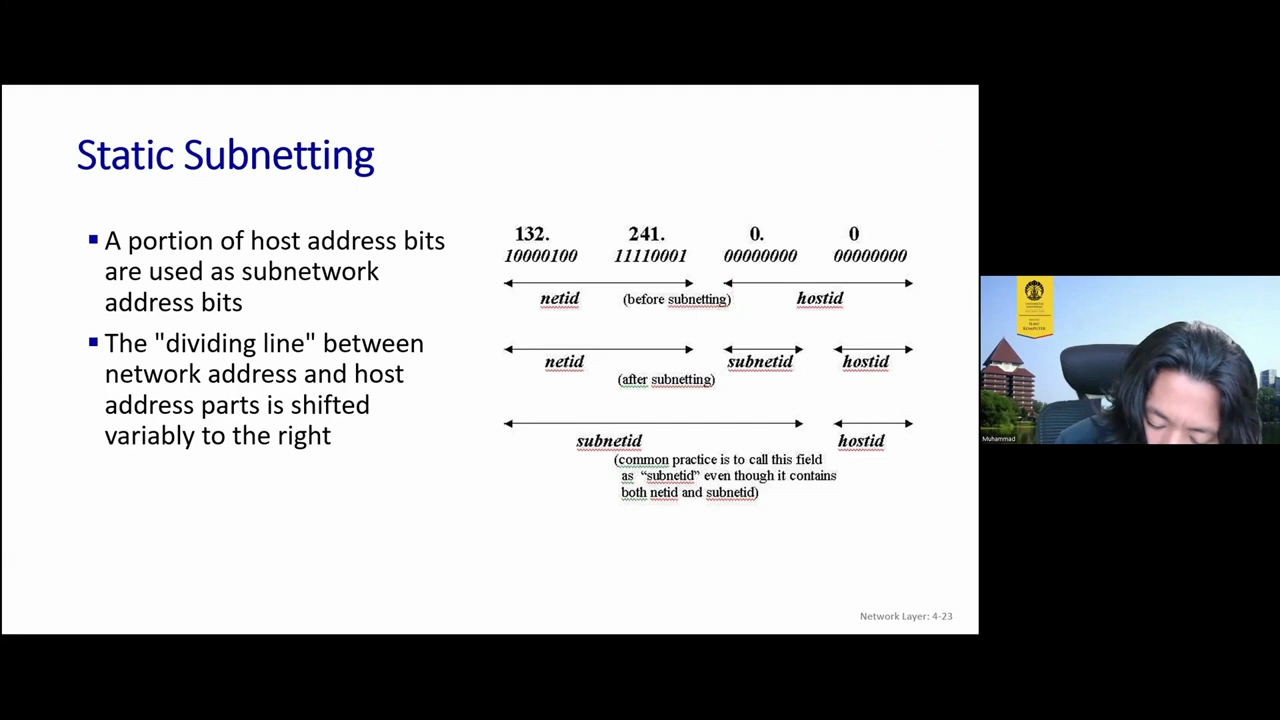 Static Subnetting
▪ A portion of host address bits
are used as subnetwork
address bits
▪ The "dividing line" between
network address and host
address parts is shifted
variably to the right
132. 241. 0. 0
10000100 11110001 00000000 00000000
netid (before subnetting) hostid
netid subnetid hostid
(after subnetting)
subnetid hostid
(common practice is to call this field
as “subnetid” even though it contains
both netid and subnetid)
Network Layer: 4-23
Muhammad